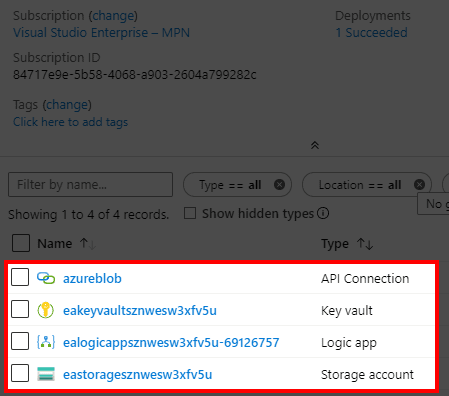 Subscription (change)
Deployments
Visual Studio Enterprise – MPN
1 Succeeded
Subscription ID
84717e9e-5b58-4068-a903-2604a799282c
Tags (change)
Click here to add tags
Filter by name...
Type == all
Location == all
No g
Showing 1 to 4 of 4 records.
Show hidden types
Name
Type
azureblob
API Connection
eakeyvaultsznwesw3xfv5u
Key vault
ealogicappsznwesw3xfv5u-69126757
Logic app
eastoragesznwesw3xfv5u
Storage account